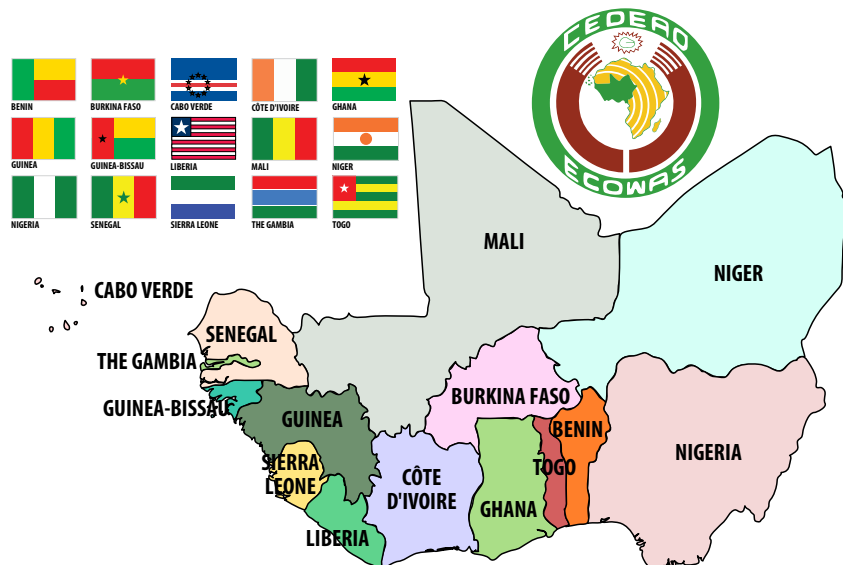 CEDEAO
ECOWAS
BENIN
BURKINA FASO
CABO VERDE
CÔTE D'IVOIRE
GHANA
GUINEA
GUINEA-BISSAU
LIBERIA
MALI
NIGER
NIGERIA
SENEGAL
SIERRA LEONE
THE GAMBIA
TOGO
MALI
NIGER
CABO VERDE
SENEGAL
THE GAMBIA
GUINEA-BISSAU
BURKINA FASO
GUINEA
BENIN
NIGERIA
SIERRA
LEONE
TOGO
CÔTE
D'IVOIRE
GHANA
LIBERIA